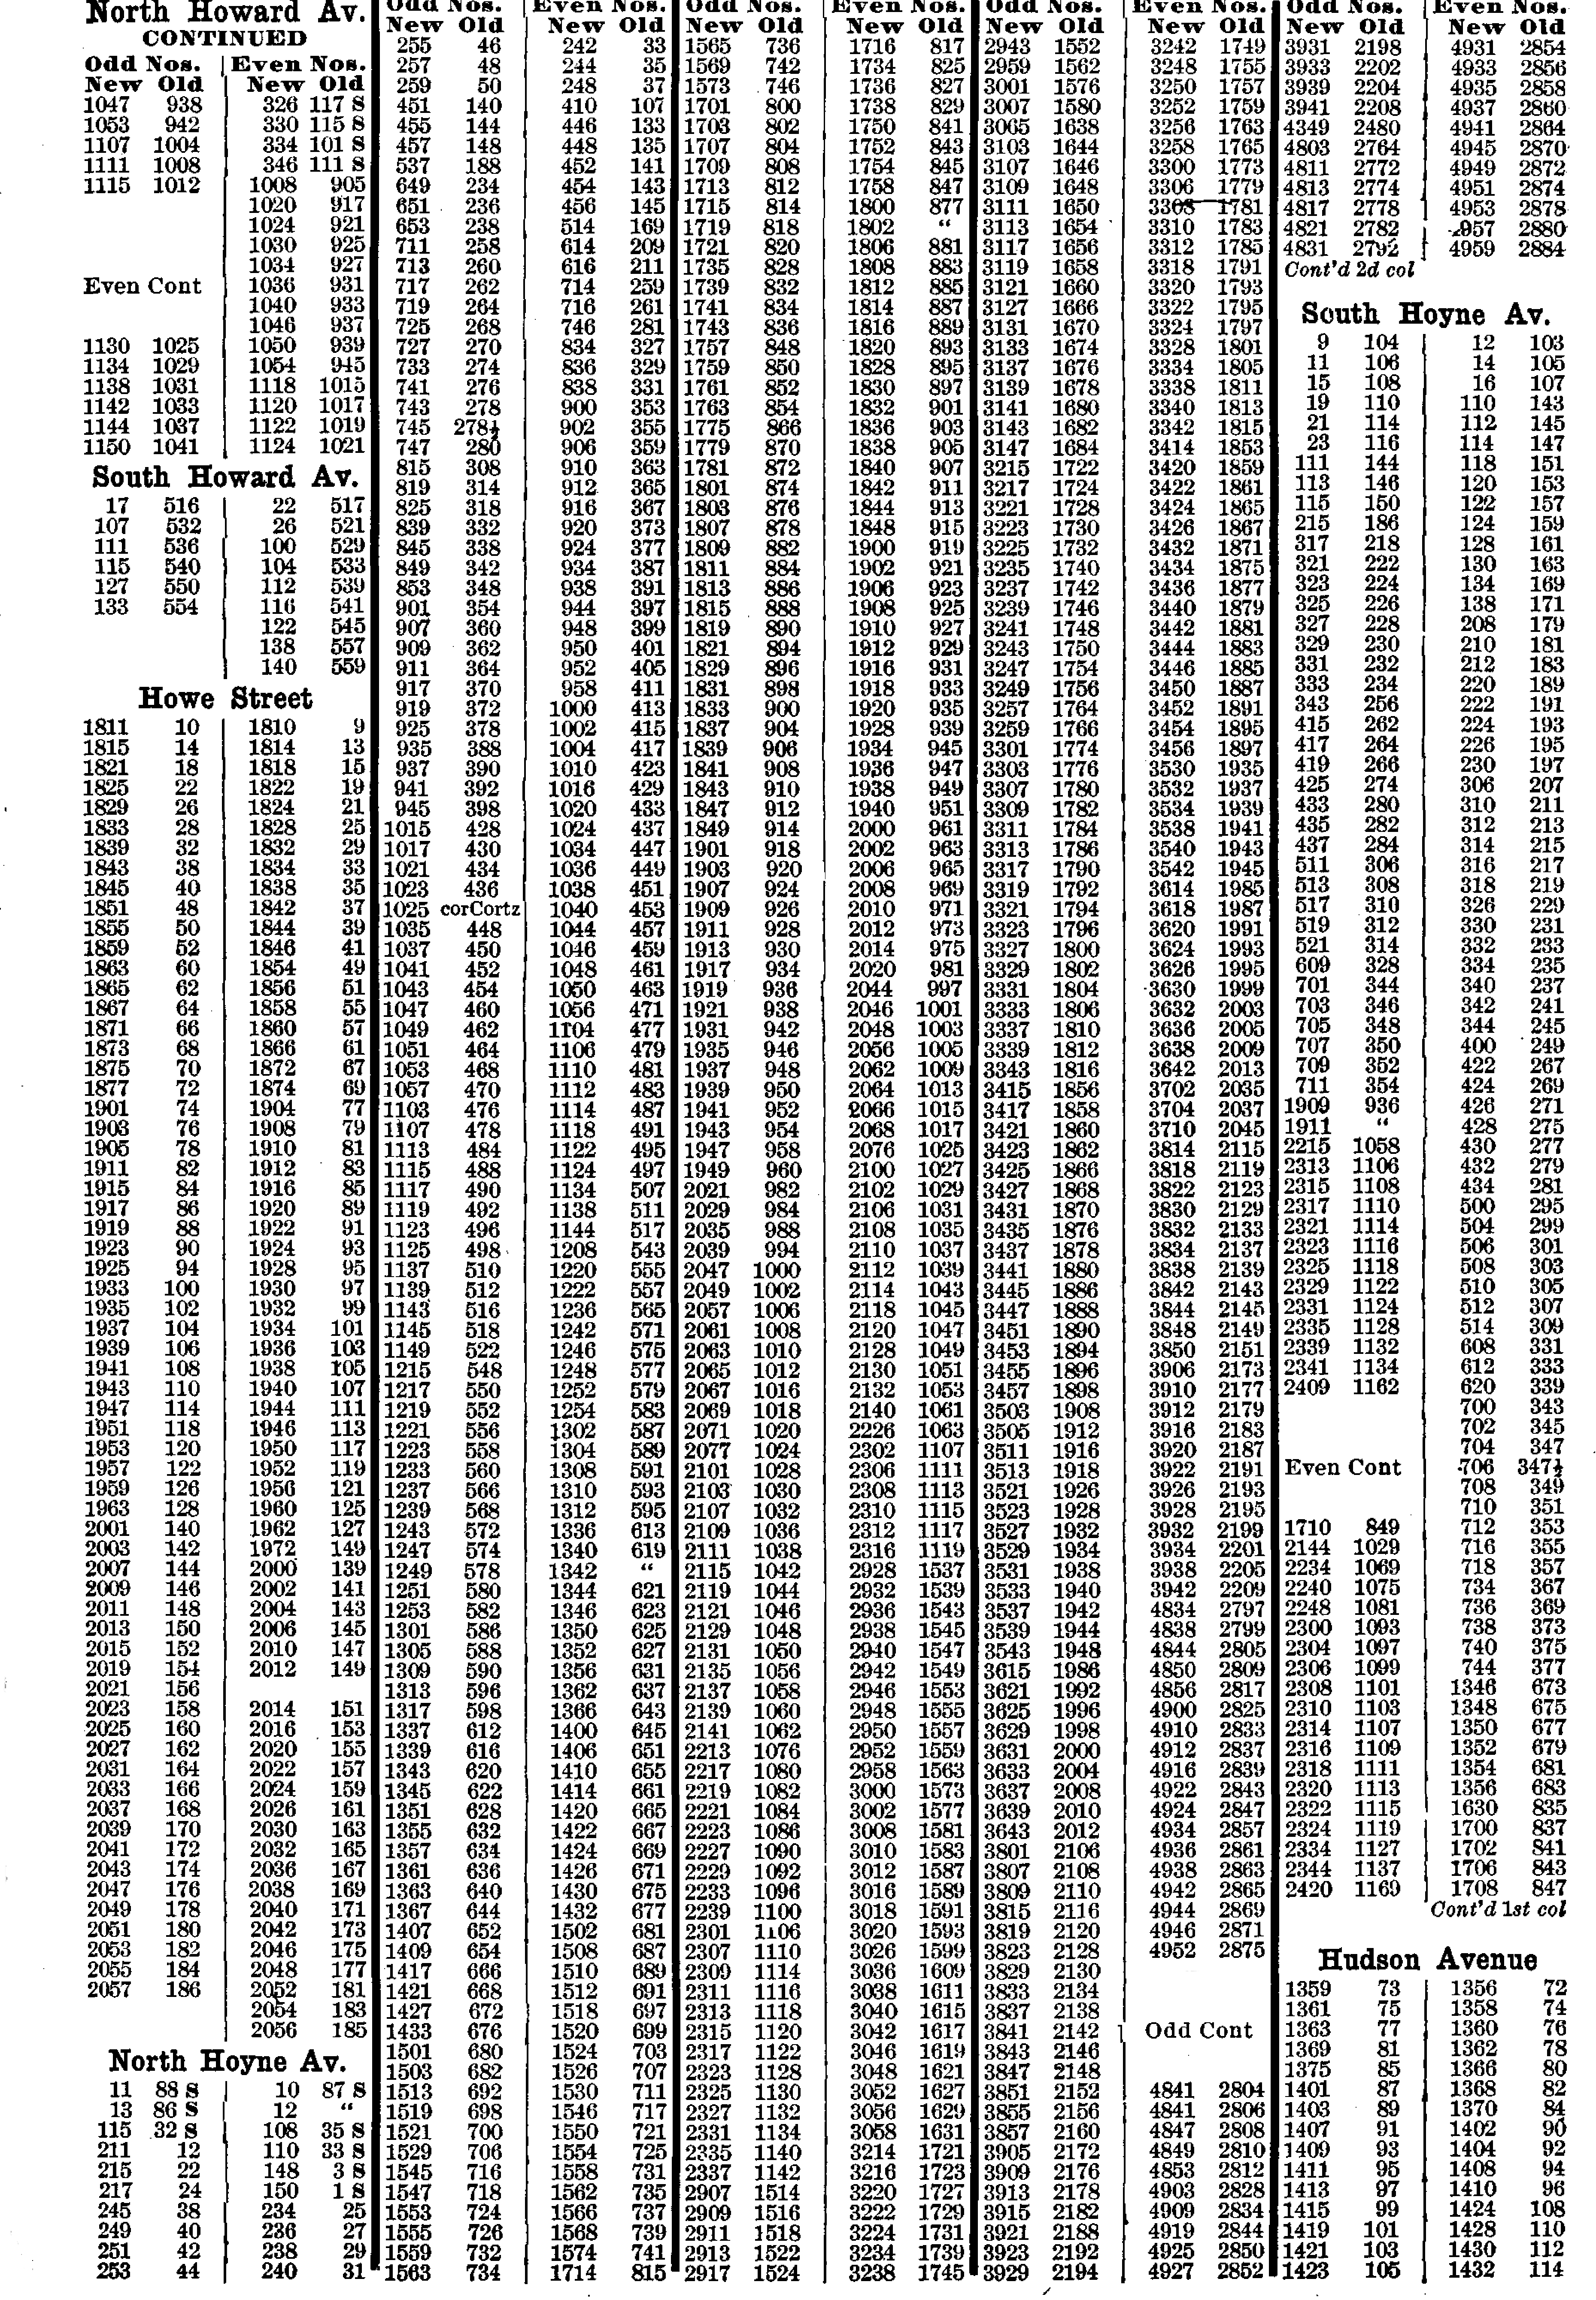 North Howard Av.
CONTINUED
Odd Nos. Even Nos.
New Old New Old
1047 938 326 117 S
1053 942 330 115 S
1107 1004 334 101 S
1111 1008 346 111 S
1115 1012 1008 905
1020 917
1024 921
1030 925
1034 927
Even Cont 1036 931
1040 933
1046 937
1130 1025 1050 939
1134 1029 1054 945
1138 1031 1118 1015
1142 1033 1120 1017
1144 1037 1122 1019
1150 1041 1124 1021
South Howard Av.
17 516 22 517
107 532 26 521
111 536 100 529
115 540 104 533
127 550 112 539
133 554 116 541
122 545
138 557
140 559
Howe Street
1811 10 1810 9
1815 14 1814 13
1821 18 1818 15
1825 22 1822 19
1829 26 1824 21
1833 28 1828 25
1839 32 1832 29
1843 38 1834 33
1845 40 1838 35
1851 48 1842 37
1855 50 1844 39
1859 52 1846 41
1863 60 1854 49
1865 62 1856 51
1867 64 1858 55
1871 66 1860 57
1873 68 1866 61
1875 70 1872 67
1877 72 1874 69
1901 74 1904 77
1903 76 1908 79
1905 78 1910 81
1911 82 1912 83
1915 84 1916 85
1917 86 1920 89
1919 88 1922 91
1923 90 1924 93
1925 94 1928 95
1933 100 1930 97
1935 102 1932 99
1937 104 1934 101
1939 106 1936 103
1941 108 1938 105
1943 110 1940 107
1947 114 1944 111
1951 118 1946 113
1953 120 1950 117
1957 122 1952 119
1959 126 1956 121
1963 128 1960 125
2001 140 1962 127
2003 142 1972 149
2007 144 2000 139
2009 146 2002 141
2011 148 2004 143
2013 150 2006 145
2015 152 2010 147
2019 154 2012 149
2021 156
2023 158 2014 151
2025 160 2016 153
2027 162 2020 155
2031 164 2022 157
2033 166 2024 159
2037 168 2026 161
2039 170 2030 163
2041 172 2032 165
2043 174 2036 167
2047 176 2038 169
2049 178 2040 171
2051 180 2042 173
2053 182 2046 175
2055 184 2048 177
2057 186 2052 181
2054 183
2056 185
North Hoyne Av.
11 88 S 10 87 S
13 86 S 12 "
115 32 S 108 35 S
211 12 110 33 S
215 22 148 3 S
217 24 150 1 S
245 38 234 25
249 40 236 27
251 42 238 29
253 44 240 31
Odd Nos. Even Nos.
New Old New Old
255 46 242 33
257 48 244 35
259 50 248 37
451 140 410 107
455 144 446 133
457 148 448 135
537 188 452 141
649 234 454 143
651 236 456 145
653 238 514 169
711 258 614 209
713 260 616 211
717 262 714 259
719 264 716 261
725 268 746 281
727 270 834 327
733 274 836 329
741 276 838 331
743 278 900 353
745 278½ 902 355
747 280 906 359
815 308 910 363
819 314 912 365
825 318 916 367
839 332 920 373
845 338 924 377
849 342 934 387
853 348 938 391
901 354 944 397
907 360 948 399
909 362 950 401
911 364 952 405
917 370 958 411
919 372 1000 413
925 378 1002 415
935 388 1004 417
937 390 1010 423
941 392 1016 429
945 398 1020 433
1015 428 1024 437
1017 430 1034 447
1021 434 1036 449
1023 436 1038 451
1025 corCortz 1040 453
1035 448 1044 457
1037 450 1046 459
1041 452 1048 461
1043 454 1050 463
1047 460 1056 471
1049 462 1104 477
1051 464 1106 479
1053 468 1110 481
1057 470 1112 483
1103 476 1114 487
1107 478 1118 491
1113 484 1122 495
1115 488 1124 497
1117 490 1134 507
1119 492 1138 511
1123 496 1144 517
1125 498 1208 543
1137 510 1220 555
1139 512 1222 557
1143 516 1236 565
1145 518 1242 571
1149 522 1246 575
1215 548 1248 577
1217 550 1252 579
1219 552 1254 583
1221 556 1302 587
1223 558 1304 589
1233 560 1308 591
1237 566 1310 593
1239 568 1312 595
1243 572 1336 613
1247 574 1340 619
1249 578 1342 "
1251 580 1344 621
1253 582 1346 623
1301 586 1350 625
1305 588 1352 627
1309 590 1356 631
1313 596 1362 637
1317 598 1366 643
1337 612 1400 645
1339 616 1406 651
1343 620 1410 655
1345 622 1414 661
1351 628 1420 665
1355 632 1422 667
1357 634 1424 669
1361 636 1426 671
1363 640 1430 675
1367 644 1432 677
1407 652 1502 681
1409 654 1508 687
1417 666 1510 689
1421 668 1512 691
1427 672 1518 697
1433 676 1520 699
1501 680 1524 703
1503 682 1526 707
1513 692 1530 711
1519 698 1546 717
1521 700 1550 721
1529 706 1554 725
1545 716 1558 731
1547 718 1562 735
1553 724 1566 737
1555 726 1568 739
1559 732 1574 741
1563 734 1714 815
Odd Nos. Even Nos.
New Old New Old
1565 736 1716 817
1569 742 1734 825
1573 746 1736 827
1701 800 1738 829
1703 802 1750 841
1707 804 1752 843
1709 808 1754 845
1713 812 1758 847
1715 814 1800 877
1719 818 1802 "
1721 820 1806 881
1735 828 1808 883
1739 832 1812 885
1741 834 1814 887
1743 836 1816 889
1757 848 1820 893
1759 850 1828 895
1761 852 1830 897
1763 854 1832 901
1775 866 1836 903
1779 870 1838 905
1781 872 1840 907
1801 874 1842 911
1803 876 1844 913
1807 878 1848 915
1809 882 1900 919
1811 884 1902 921
1813 886 1906 923
1815 888 1908 925
1819 890 1910 927
1821 894 1912 929
1829 896 1916 931
1831 898 1918 933
1833 900 1920 935
1837 904 1928 939
1839 906 1934 945
1841 908 1936 947
1843 910 1938 949
1847 912 1940 951
1849 914 2000 961
1901 918 2002 963
1903 920 2006 965
1907 924 2008 969
1909 926 2010 971
1911 928 2012 973
1913 930 2014 975
1917 934 2020 981
1919 936 2044 997
1921 938 2046 1001
1931 942 2048 1003
1935 946 2056 1005
1937 948 2062 1009
1939 950 2064 1013
1941 952 2066 1015
1943 954 2068 1017
1947 958 2076 1025
1949 960 2100 1027
2021 982 2102 1029
2029 984 2106 1031
2035 988 2108 1035
2039 994 2110 1037
2047 1000 2112 1039
2049 1002 2114 1043
2057 1006 2118 1045
2061 1008 2120 1047
2063 1010 2128 1049
2065 1012 2130 1051
2067 1016 2132 1053
2069 1018 2140 1061
2071 1020 2226 1063
2077 1024 2302 1107
2101 1028 2306 1111
2103 1030 2308 1113
2107 1032 2310 1115
2109 1036 2312 1117
2111 1038 2316 1119
2115 1042 2928 1537
2119 1044 2932 1539
2121 1046 2936 1543
2129 1048 2938 1545
2131 1050 2940 1547
2135 1056 2942 1549
2137 1058 2946 1553
2139 1060 2948 1555
2141 1062 2950 1557
2213 1076 2952 1559
2217 1080 2958 1563
2219 1082 3000 1573
2221 1084 3002 1577
2223 1086 3008 1581
2227 1090 3010 1583
2229 1092 3012 1587
2233 1096 3016 1589
2239 1100 3018 1591
2301 1106 3020 1593
2307 1110 3026 1599
2309 1114 3036 1609
2311 1116 3038 1611
2313 1118 3040 1615
2315 1120 3042 1617
2317 1122 3046 1619
2323 1128 3048 1621
2325 1130 3052 1627
2327 1132 3056 1629
2331 1134 3058 1631
2335 1140 3214 1721
2337 1142 3216 1723
2907 1514 3220 1727
2909 1516 3222 1729
2911 1518 3224 1731
2913 1522 3234 1739
2917 1524 3238 1745
Odd Nos. Even Nos.
New Old New Old
2943 1552 3242 1749
2959 1562 3248 1755
3001 1576 3250 1757
3007 1580 3252 1759
3065 1638 3256 1763
3103 1644 3258 1765
3107 1646 3300 1773
3109 1648 3306 1779
3111 1650 3308 1781
3113 1654 3310 1783
3117 1656 3312 1785
3119 1658 3318 1791
3121 1660 3320 1793
3127 1666 3322 1795
3131 1670 3324 1797
3133 1674 3328 1801
3137 1676 3334 1805
3139 1678 3338 1811
3141 1680 3340 1813
3143 1682 3342 1815
3147 1684 3414 1853
3215 1722 3420 1859
3217 1724 3422 1861
3221 1728 3424 1865
3223 1730 3426 1867
3225 1732 3432 1871
3235 1740 3434 1875
3237 1742 3436 1877
3239 1746 3440 1879
3241 1748 3442 1881
3243 1750 3444 1883
3247 1754 3446 1885
3249 1756 3450 1887
3257 1764 3452 1891
3259 1766 3454 1895
3301 1774 3456 1897
3303 1776 3530 1935
3307 1780 3532 1937
3309 1782 3534 1939
3311 1784 3538 1941
3313 1786 3540 1943
3317 1790 3542 1945
3319 1792 3614 1985
3321 1794 3618 1987
3323 1796 3620 1991
3327 1800 3624 1993
3329 1802 3626 1995
3331 1804 3630 1999
3333 1806 3632 2003
3337 1810 3636 2005
3339 1812 3638 2009
3343 1816 3642 2013
3415 1856 3702 2035
3417 1858 3704 2037
3421 1860 3710 2045
3423 1862 3814 2115
3425 1866 3818 2119
3427 1868 3822 2123
3431 1870 3830 2129
3435 1876 3832 2133
3437 1878 3834 2137
3441 1880 3838 2139
3445 1886 3842 2143
3447 1888 3844 2145
3451 1890 3848 2149
3453 1894 3850 2151
3455 1896 3906 2173
3457 1898 3910 2177
3503 1908 3912 2179
3505 1912 3916 2183
3511 1916 3920 2187
3513 1918 3922 2191
3521 1926 3926 2193
3523 1928 3928 2195
3527 1932 3932 2199
3529 1934 3934 2201
3531 1938 3938 2205
3533 1940 3942 2209
3537 1942 4834 2797
3539 1944 4838 2799
3543 1948 4844 2805
3615 1986 4850 2809
3621 1992 4856 2817
3625 1996 4900 2825
3629 1998 4910 2833
3631 2000 4912 2837
3633 2004 4916 2839
3637 2008 4922 2843
3639 2010 4924 2847
3643 2012 4934 2857
3801 2106 4936 2861
3807 2108 4938 2863
3809 2110 4942 2865
3815 2116 4944 2869
3819 2120 4946 2871
3823 2128 4952 2875
3829 2130
3833 2134
3837 2138
3841 2142 Odd Cont
3843 2146
3847 2148
3851 2152 4841 2804
3855 2156 4841 2806
3857 2160 4847 2808
3905 2172 4849 2810
3909 2176 4853 2812
3913 2178 4903 2828
3915 2182 4909 2834
3921 2188 4919 2844
3923 2192 4925 2850
3929 2194 4927 2852
Odd Nos. Even Nos.
New Old New Old
3931 2198 4931 2854
3933 2202 4933 2856
3939 2204 4935 2858
3941 2208 4937 2860
4349 2480 4941 2864
4803 2764 4945 2870
4811 2772 4949 2872
4813 2774 4951 2874
4817 2778 4953 2878
4821 2782 957 2880
4831 2792 4959 2884
Cont'd 2d col
South Hoyne Av.
9 104 12 103
11 106 14 105
15 108 16 107
19 110 110 143
21 114 112 145
23 116 114 147
111 144 118 151
113 146 120 153
115 150 122 157
215 186 124 159
317 218 128 161
321 222 130 163
323 224 134 169
325 226 138 171
327 228 208 179
329 230 210 181
331 232 212 183
333 234 220 189
343 256 222 191
415 262 224 193
417 264 226 195
419 266 230 197
425 274 306 207
433 280 310 211
435 282 312 213
437 284 314 215
511 306 316 217
513 308 318 219
517 310 326 229
519 312 330 231
521 314 332 233
609 328 334 235
701 344 340 237
703 346 342 241
705 348 344 245
707 350 400 249
709 352 422 267
711 354 424 269
1909 936 426 271
1911 " 428 275
2215 1058 430 277
2313 1106 432 279
2315 1108 434 281
2317 1110 500 295
2321 1114 504 299
2323 1116 506 301
2325 1118 508 303
2329 1122 510 305
2331 1124 512 307
2335 1128 514 309
2339 1132 608 331
2341 1134 612 333
2409 1162 620 339
700 343
702 345
704 347
Even Cont 706 347½
708 349
710 351
1710 849 712 353
2144 1029 716 355
2234 1069 718 357
2240 1075 734 367
2248 1081 736 369
2300 1093 738 373
2304 1097 740 375
2306 1099 744 377
2308 1101 1346 673
2310 1103 1348 675
2314 1107 1350 677
2316 1109 1352 679
2318 1111 1354 681
2320 1113 1356 683
2322 1115 1630 835
2324 1119 1700 837
2334 1127 1702 841
2344 1137 1706 843
2420 1169 1708 847
Cont'd 1st col
Hudson Avenue
1359 73 1356 72
1361 75 1358 74
1363 77 1360 76
1369 81 1362 78
1375 85 1366 80
1401 87 1368 82
1403 89 1370 84
1407 91 1402 90
1409 93 1404 92
1411 95 1408 94
1413 97 1410 96
1415 99 1424 108
1419 101 1428 110
1421 103 1430 112
1423 105 1432 114